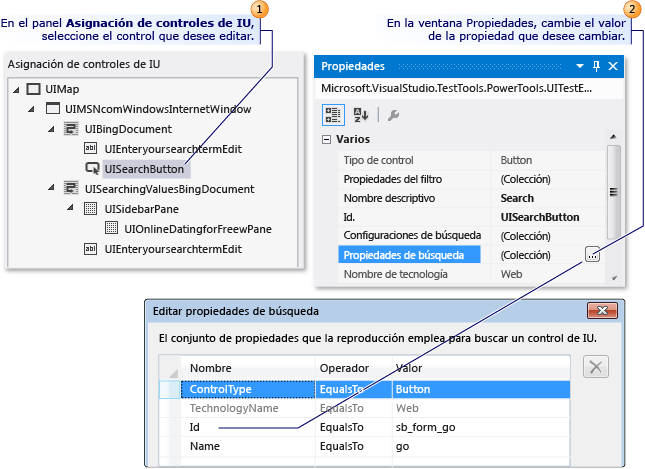 1
En el panel Asignación de controles de IU,
seleccione el control que desee editar.
2
En la ventana Propiedades, cambie el valor
de la propiedad que desee cambiar.
Asignación de controles de IU
UIMap
UIMSNcomWindowsInternetWindow
UIBingDocument
UIEnteryoursearchtermEdit
UISearchButton
UISearchingValuesBingDocument
UISidebarPane
UIOnlineDatingforFreewPane
UIEnteryoursearchtermEdit
Propiedades
Microsoft.VisualStudio.TestTools.PowerTools.UITestE...
Varios
Tipo de control Button
Propiedades del filtro (Colección)
Nombre descriptivo Search
Id. UISearchButton
Configuraciones de búsqueda (Colección)
Propiedades de búsqueda (Colección) ...
Nombre de tecnología Web
Editar propiedades de búsqueda
El conjunto de propiedades que la reproducción emplea para buscar un control de IU.
Nombre Operador Valor
ControlType EqualsTo Button
TechnologyName EqualsTo Web
Id EqualsTo sb_form_go
Name EqualsTo go